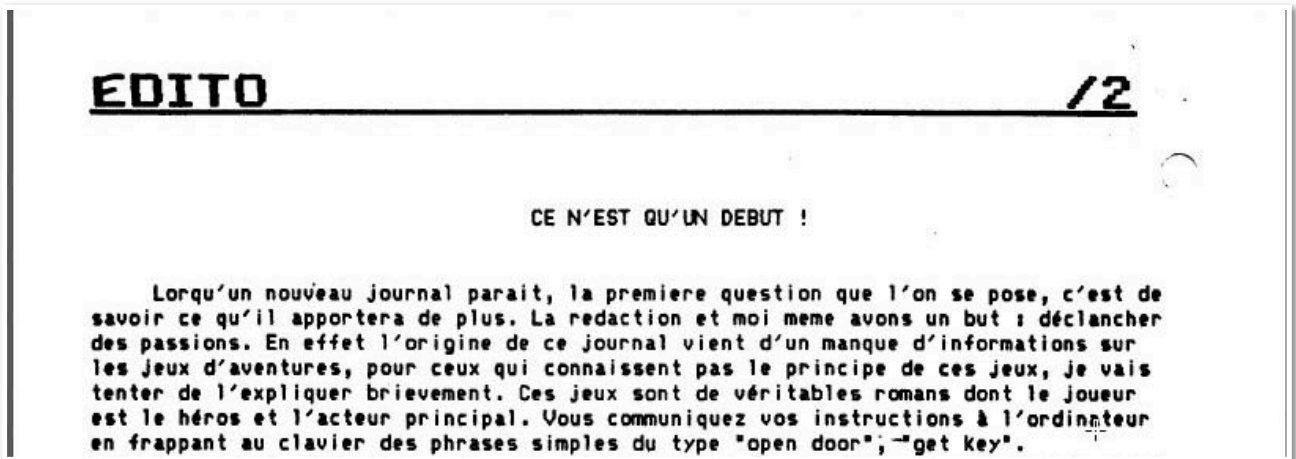 EDITO /2
CE N'EST QU'UN DEBUT !
Lorqu'un nouveau journal parait, la premiere question que l'on se pose, c'est de
savoir ce qu'il apportera de plus. La redaction et moi meme avons un but : déclancher
des passions. En effet l'origine de ce journal vient d'un manque d'informations sur
les jeux d'aventures, pour ceux qui connaissent pas le principe de ces jeux, je vais
tenter de l'expliquer brievement. Ces jeux sont de véritables romans dont le joueur
est le héros et l'acteur principal. Vous communiquez vos instructions à l'ordinateur
en frappant au clavier des phrases simples du type "open door"; "get key".